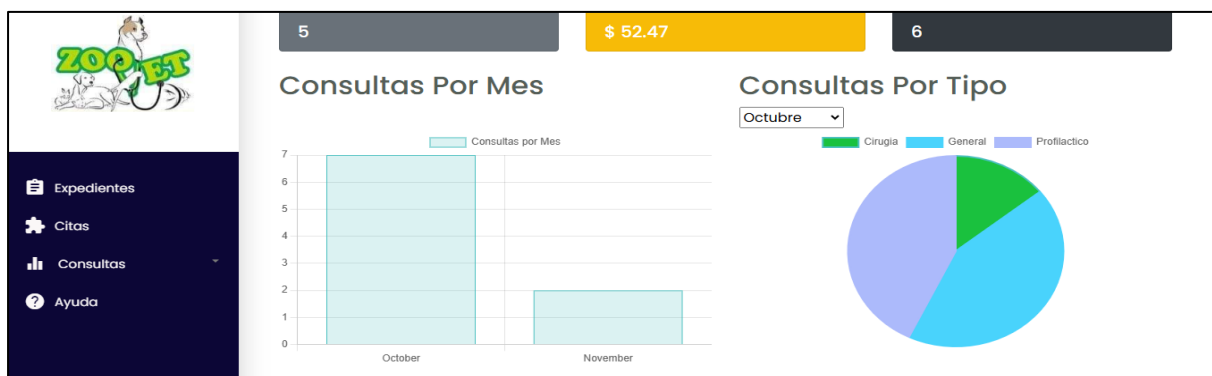 ZOO PET
Expedientes
Citas
Consultas
Ayuda
5
$ 52.47
6
Consultas Por Mes
Consultas por Mes
7
6
5
4
3
2
1
0
October
November
Consultas Por Tipo
Octubre
Cirugia General Profilactico